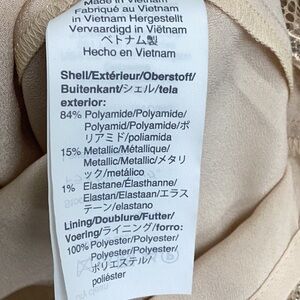 Made in Vietnam
Fabriqué au Vietnam
In Vietnam Hergestellt
Vervaardigd in Viëtnam
ベトナム製
Hecho en Vietnam
Shell/Extérieur/Oberstoff/
Buitenkant/シェル/tela
exterior:
84% Polyamide/Polyamide/
Polyamid/Polyamide/ポ
リアミド/poliamida
15% Metallic/Métallique/
Metallic/Metallic/メタリ
ック/metálico
1% Elastane/Élasthanne/
Elastan/Elastaan/エラス
テーン/elastano
Lining/Doublure/Futter/
Voering/ライニング/forro:
100% Polyester/Polyester/
Polyester/Polyester/
ポリエステル/
poliéster